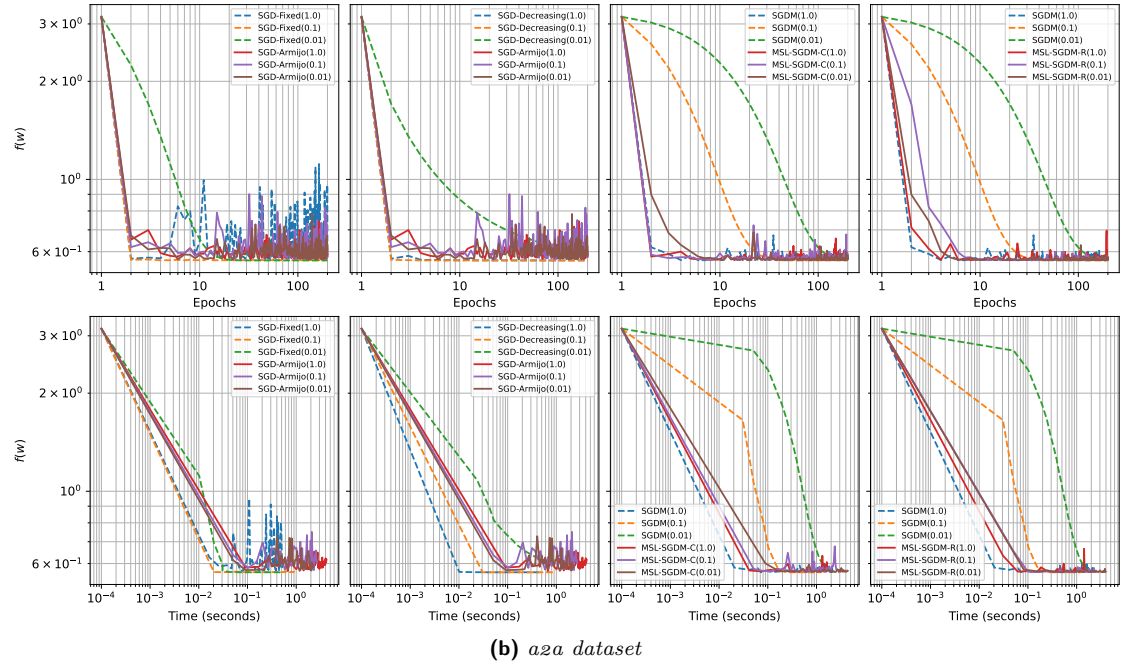 3 × 10⁰
2 × 10⁰
10⁰
6 × 10⁻¹
f(w)
SGD-Fixed(1.0)
SGD-Fixed(0.1)
SGD-Fixed(0.01)
SGD-Armijo(1.0)
SGD-Armijo(0.1)
SGD-Armijo(0.01)
1 10 100
Epochs
SGD-Decreasing(1.0)
SGD-Decreasing(0.1)
SGD-Decreasing(0.01)
SGD-Armijo(1.0)
SGD-Armijo(0.1)
SGD-Armijo(0.01)
1 10 100
Epochs
SGDM(1.0)
SGDM(0.1)
SGDM(0.01)
MSL-SGDM-C(1.0)
MSL-SGDM-C(0.1)
MSL-SGDM-C(0.01)
1 10 100
Epochs
SGDM(1.0)
SGDM(0.1)
SGDM(0.01)
MSL-SGDM-R(1.0)
MSL-SGDM-R(0.1)
MSL-SGDM-R(0.01)
1 10 100
Epochs
3 × 10⁰
2 × 10⁰
10⁰
6 × 10⁻¹
f(w)
SGD-Fixed(1.0)
SGD-Fixed(0.1)
SGD-Fixed(0.01)
SGD-Armijo(1.0)
SGD-Armijo(0.1)
SGD-Armijo(0.01)
10⁻⁴ 10⁻³ 10⁻² 10⁻¹ 10⁰
Time (seconds)
SGD-Decreasing(1.0)
SGD-Decreasing(0.1)
SGD-Decreasing(0.01)
SGD-Armijo(1.0)
SGD-Armijo(0.1)
SGD-Armijo(0.01)
10⁻⁴ 10⁻³ 10⁻² 10⁻¹ 10⁰
Time (seconds)
SGDM(1.0)
SGDM(0.1)
SGDM(0.01)
MSL-SGDM-C(1.0)
MSL-SGDM-C(0.1)
MSL-SGDM-C(0.01)
10⁻⁴ 10⁻³ 10⁻² 10⁻¹ 10⁰
Time (seconds)
SGDM(1.0)
SGDM(0.1)
SGDM(0.01)
MSL-SGDM-R(1.0)
MSL-SGDM-R(0.1)
MSL-SGDM-R(0.01)
10⁻⁴ 10⁻³ 10⁻² 10⁻¹ 10⁰
Time (seconds)
(b) a2a dataset